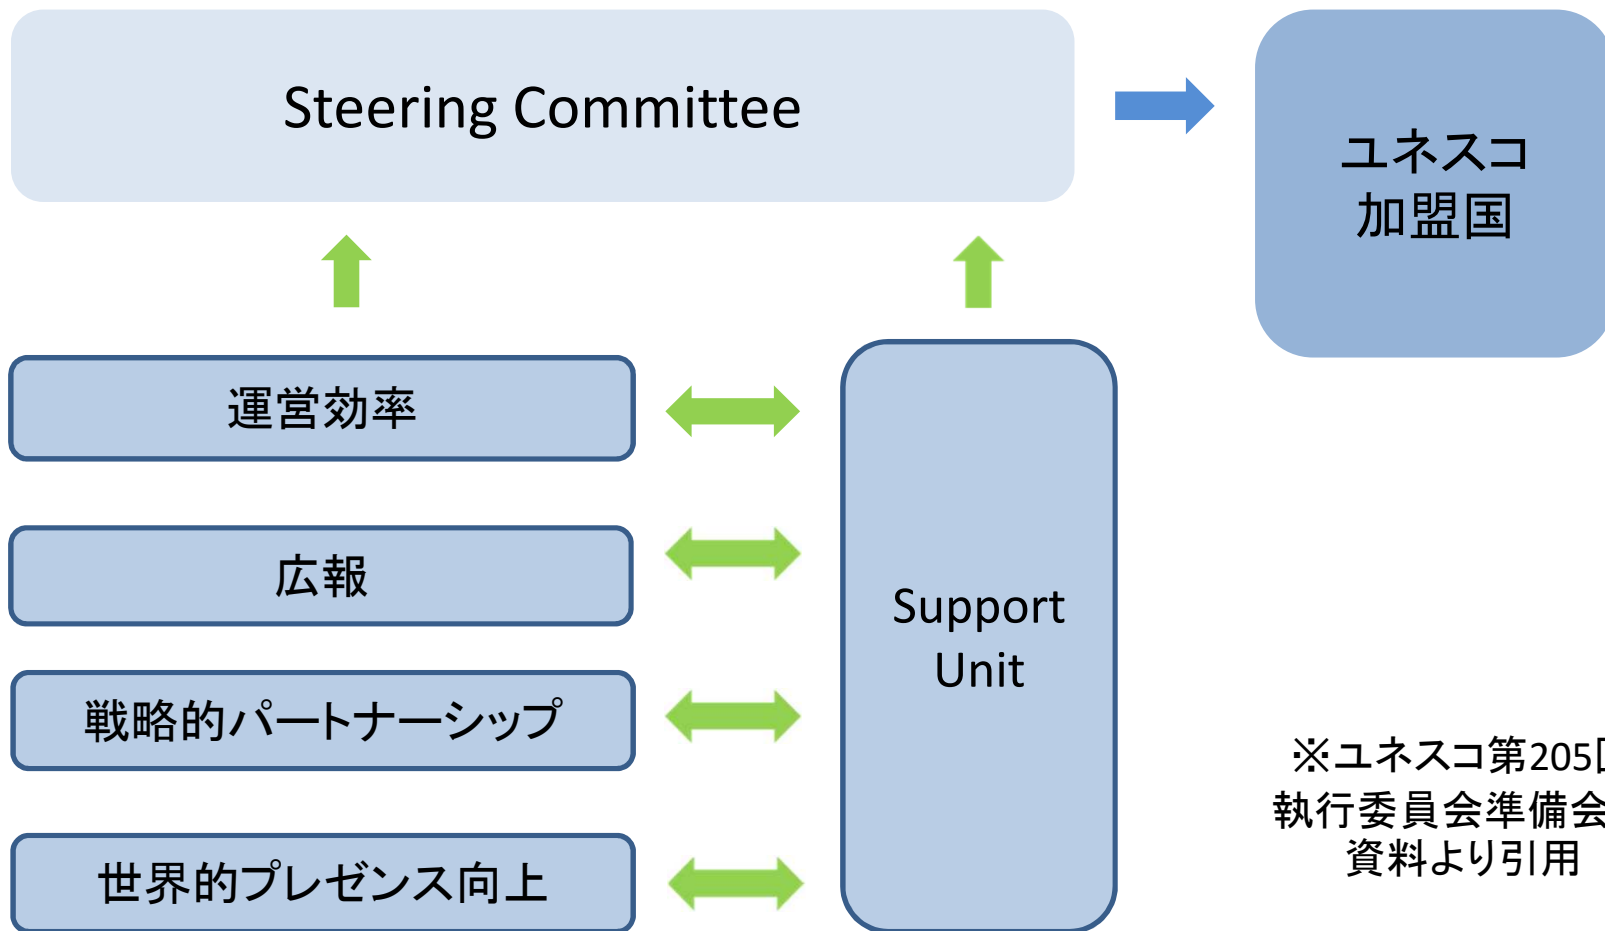 Steering Committee
ユネスコ
加盟国
運営効率
広報
戦略的パートナーシップ
世界的プレゼンス向上
Support
Unit
※ユネスコ第205
執行委員会準備会
資料より引用